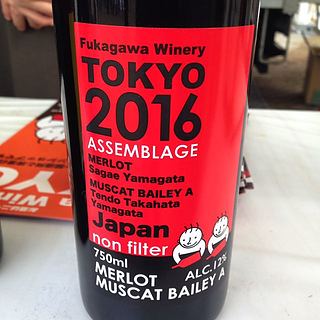 Fukagawa Winery
TOKYO
2016
ASSEMBLAGE
MERLOT
Sagae Yamagata
MUSCAT BAILEY A
Tendo Takahata
Yamagata
Japan
non filter
750ml
ALC.12%
MERLOT
MUSCAT BAILEY A